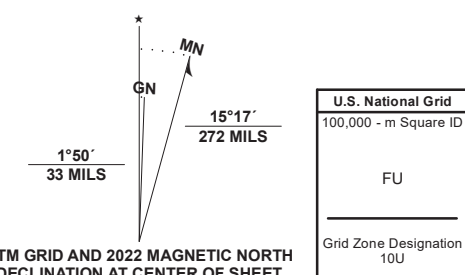 ★
MN
GN
15°17´
272 MILS
1°50´
33 MILS
TM GRID AND 2022 MAGNETIC NORTH
DECLINATION AT CENTER OF SHEET
U.S. National Grid
100,000 - m Square ID
FU
Grid Zone Designation
10U